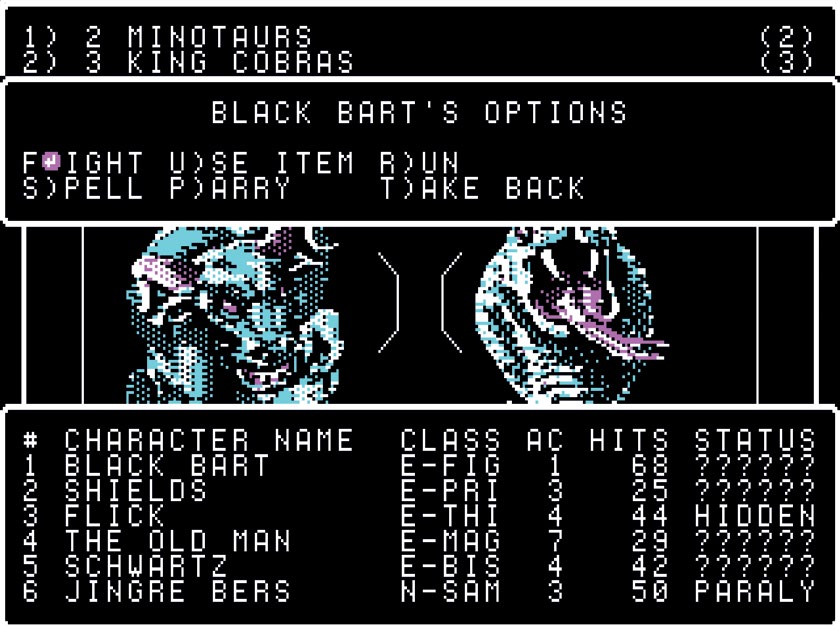 1) 2 MINOTAURS (2)
2) 3 KING COBRAS (3)
BLACK BART'S OPTIONS
F IGHT U)SE ITEM R)UN
S)PELL P)ARRY T)AKE BACK
# CHARACTER NAME CLASS AC HITS STATUS
1 BLACK BART E-FIG 1 68 ??????
2 SHIELDS E-PRI 3 25 ??????
3 FLICK E-THI 4 44 HIDDEN
4 THE OLD MAN E-MAG 7 29 ??????
5 SCHWARTZ E-BIS 4 42 ??????
6 JINGRE BERS N-SAM 3 50 PARALY